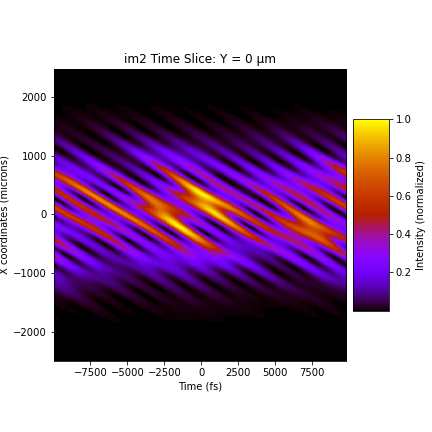 im2 Time Slice: Y = 0 μm
2000
1000
0
−1000
−2000
X coordinates (microns)
−7500 −5000 −2500 0 2500 5000 7500
Time (fs)
1.0
0.8
0.6
0.4
0.2
Intensity (normalized)